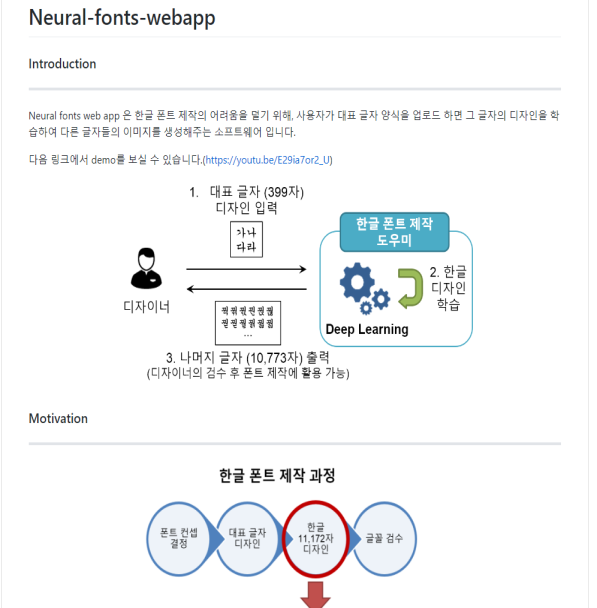 Neural-fonts-webapp
Introduction
Neural fonts web app 은 한글 폰트 제작의 어려움을 덜기 위해, 사용자가 대표 글자 양식을 업로드 하면 그 글자의 디자인을 학
습하여 다른 글자들의 이미지를 생성해주는 소프트웨어 입니다.
다음 링크에서 demo를 보실 수 있습니다.(https://youtu.be/E29ia7or2_U)
1. 대표 글자 (399자)
디자인 입력
가나
다라
한글 폰트 제작
도우미
2. 한글
디자인
학습
Deep Learning
디자이너
...
3. 나머지 글자 (10,773자) 출력
(디자이너의 검수 후 폰트 제작에 활용 가능)
Motivation
한글 폰트 제작 과정
폰트 컨셉
결정
대표 글자
디자인
한글
11,172자
디자인
글꼴 검수